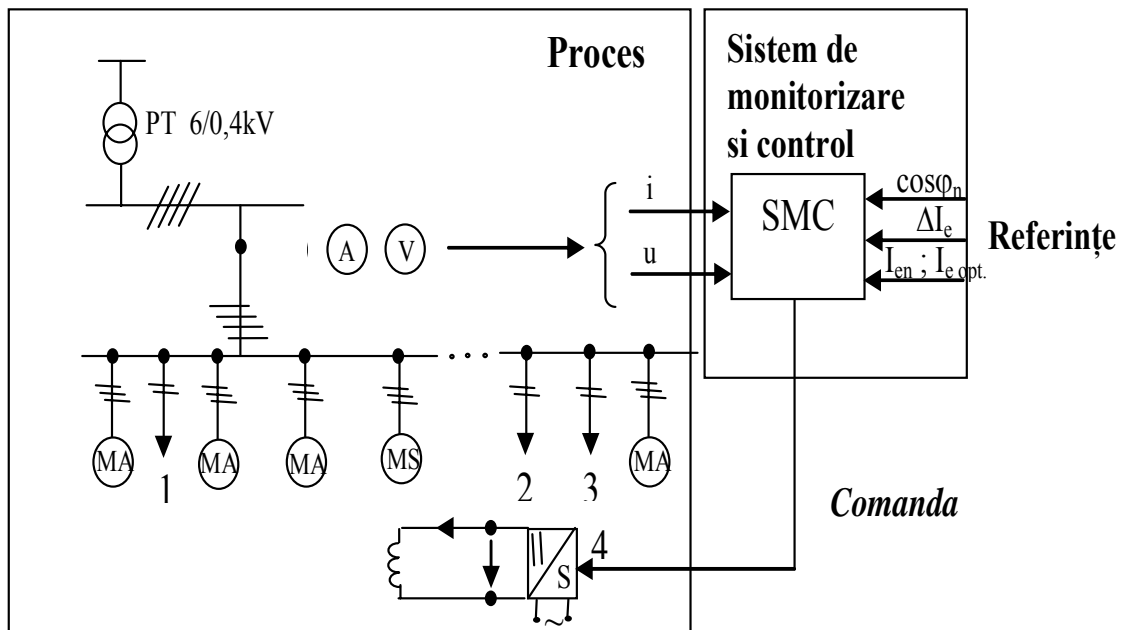 Proces
Sistem de
monitorizare
si control
PT 6/0,4kV
i
u
SMC
cosφn
ΔIe
Ien ; Ie opt.
Referințe
A
V
MA
1
MA
MA
MS
2
3
MA
Comanda
4
S
~